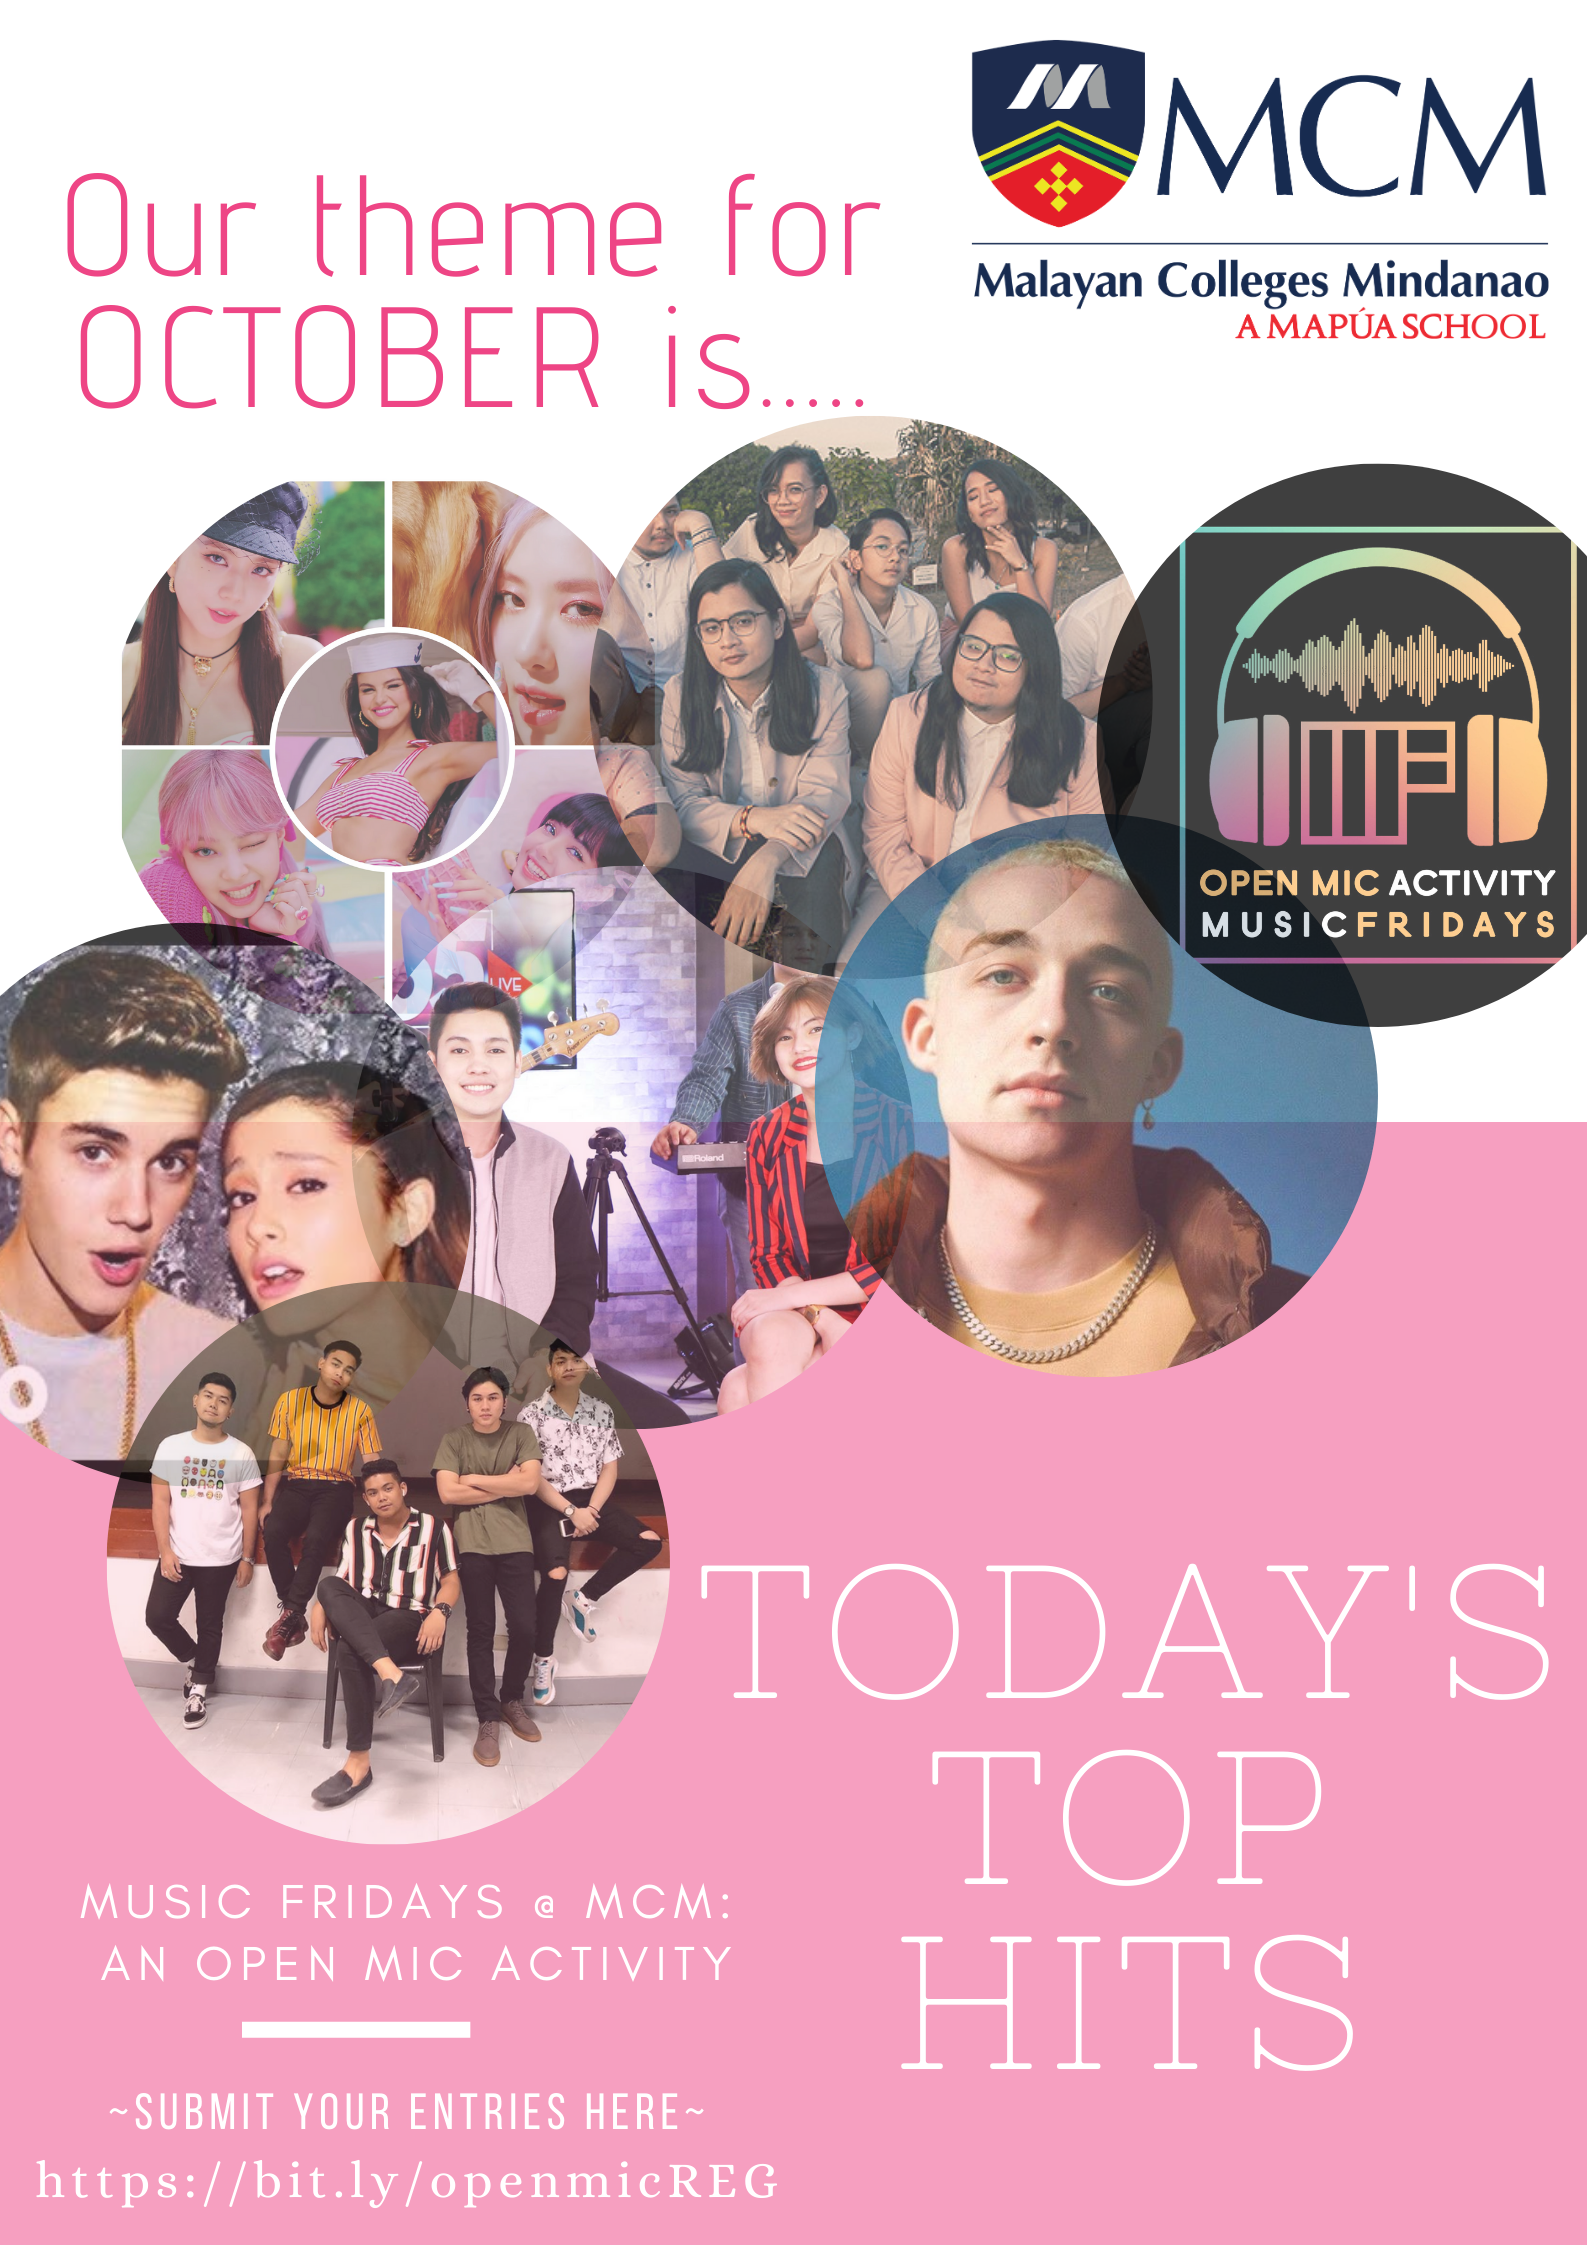 MCM
Malayan Colleges Mindanao
A MAPÚA SCHOOL
Our theme for
OCTOBER is.....
OPEN MIC ACTIVITY
MUSICFRIDAYS
LIVE
Roland
TODAY'S
TOP
HITS
MUSIC FRIDAYS @ MCM:
AN OPEN MIC ACTIVITY
~SUBMIT YOUR ENTRIES HERE~
https://bit.ly/openmicREG